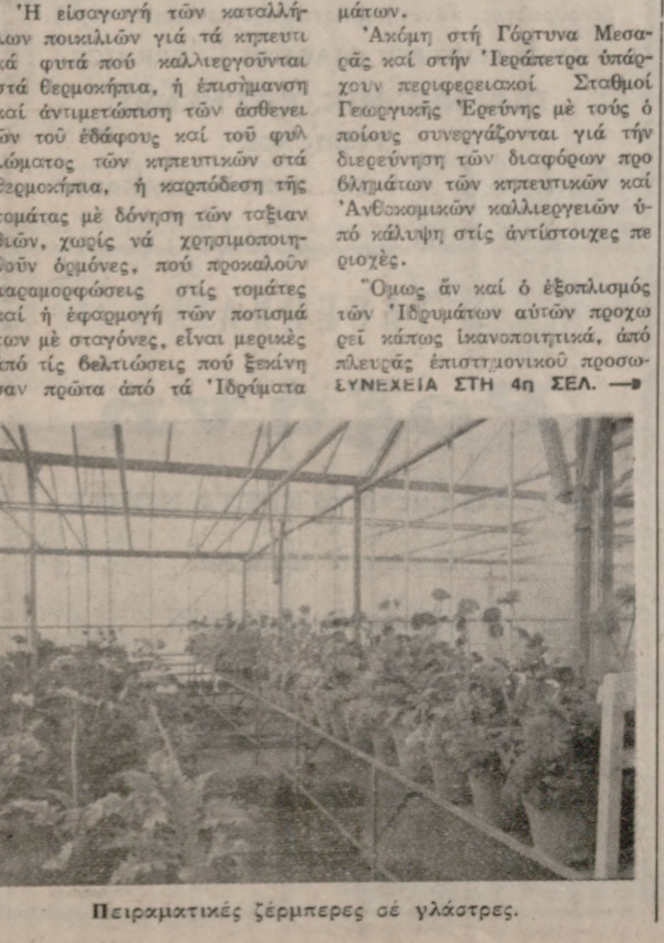 Ἡ εἰσαγωγή τῶν καταλλή-
λων ποικιλιῶν γιά τά κηπευτι
κά φυτά πού καλλιεργοῦνται
στά θερμοκήπια, ἡ ἐπισήμανση
καί ἀντιμετώπιση τῶν ἀσθενει
ῶν τοῦ ἐδάφους καί τοῦ φυλ
λώματος τῶν κηπευτικῶν στά
θερμοκήπια, ἡ καρπόδεση τῆς
τομάτας μὲ δόνηση τῶν ταξιαν
θιῶν, χωρίς νά χρησιμοποιη-
θοῦν ὁρμόνες, πού προκαλοῦν
παραμορφώσεις στίς τομάτες
καί ἡ ἐφαρμογή τῶν ποτισμά
των μὲ σταγόνες, εἶναι μερικὲς
ἀπό τίς βελτιώσεις πού ξεκίνη
σαν πρῶτα ἀπό τά Ἱδρύματα
μάτων.
Ἀκόμη στή Γόρτυνα Μεσα-
ρᾶς καί στήν Ἱεράπετρα ὑπάρ-
χουν περιφερειακοί Σταθμοί
Γεωργικῆς Ἐρεύνης μὲ τούς ὁ
ποίους συνεργάζονται γιά τήν
διερεύνηση τῶν διαφόρων προ
βλημάτων τῶν κηπευτικῶν καί
Ἀνθοκομικῶν καλλιεργειῶν ὑ-
πό κάλυψη στίς ἀντίστοιχες πε
ριοχὲς.
Ὅμως ἄν καί ὁ ἐξοπλισμός
τῶν Ἱδρυμάτων αὐτῶν προχω
ρεῖ κάπως ἱκανοποιητικά, ἀπό
πλευρᾶς ἐπιστημονικοῦ προσω-
ΣΥΝΕΧΕΙΑ ΣΤΗ 4η ΣΕΛ.
Πειραματικές ζέρμπερες σέ γλάστρες.